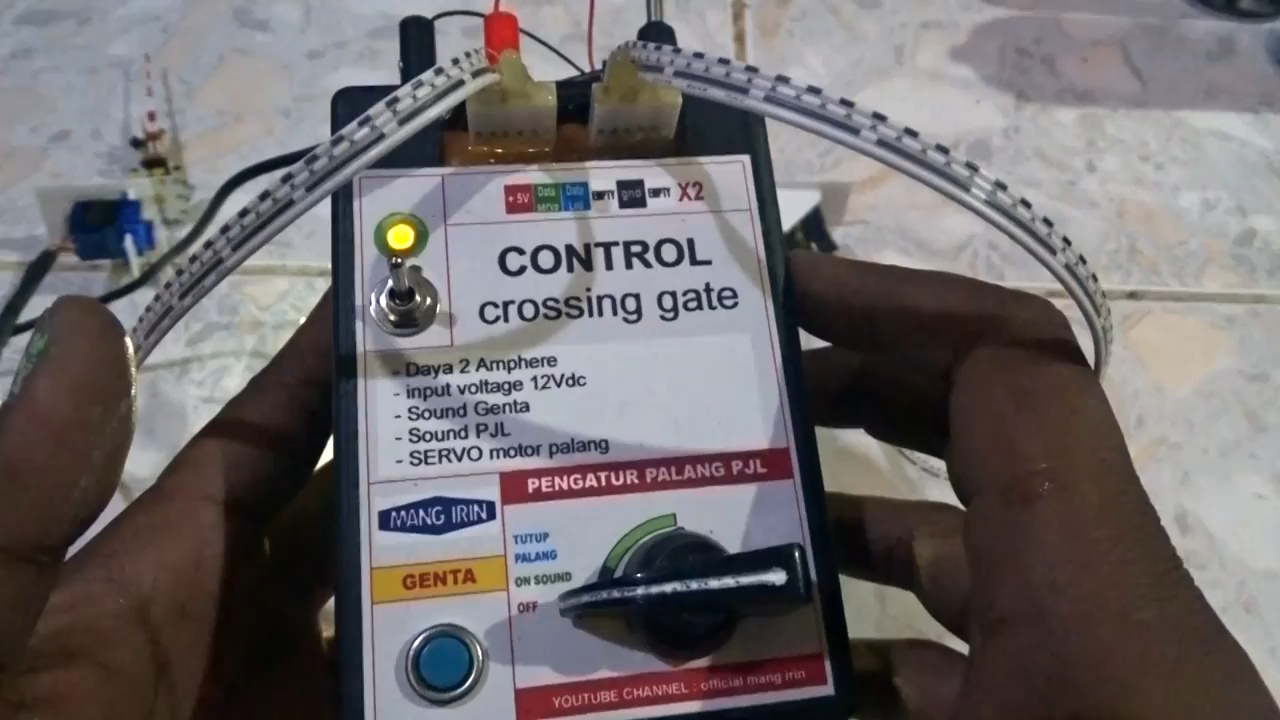 +5V Data servo Data Led EMPTY gnd EMPTY X2
CONTROL
crossing gate
- Daya 2 Amphere
- input voltage 12Vdc
- Sound Genta
- Sound PJL
- SERVO motor palang
PENGATUR PALANG PJL
MANG IRIN
GENTA
TUTUP
PALANG
ON SOUND
OFF
YOUTUBE CHANNEL : official mang irin